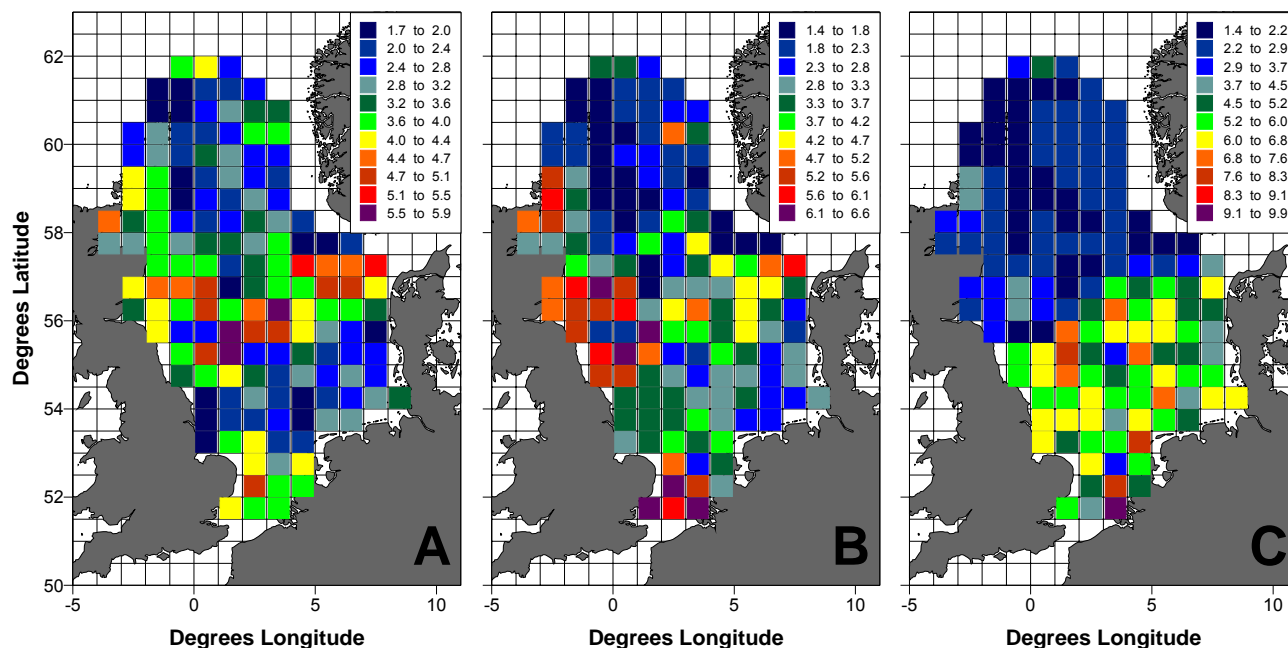 1.7 to 2.0
2.0 to 2.4
2.4 to 2.8
2.8 to 3.2
3.2 to 3.6
3.6 to 4.0
4.0 to 4.4
4.4 to 4.7
4.7 to 5.1
5.1 to 5.5
5.5 to 5.9
1.4 to 1.8
1.8 to 2.3
2.3 to 2.8
2.8 to 3.3
3.3 to 3.7
3.7 to 4.2
4.2 to 4.7
4.7 to 5.2
5.2 to 5.6
5.6 to 6.1
6.1 to 6.6
1.4 to 2.2
2.2 to 2.9
2.9 to 3.7
3.7 to 4.5
4.5 to 5.2
5.2 to 6.0
6.0 to 6.8
6.8 to 7.6
7.6 to 8.3
8.3 to 9.1
9.1 to 9.9
62
60
58
56
54
52
50
Degrees Latitude
A
B
C
-5 0 5 10
-5 0 5 10
-5 0 5 10
Degrees Longitude
Degrees Longitude
Degrees Longitude